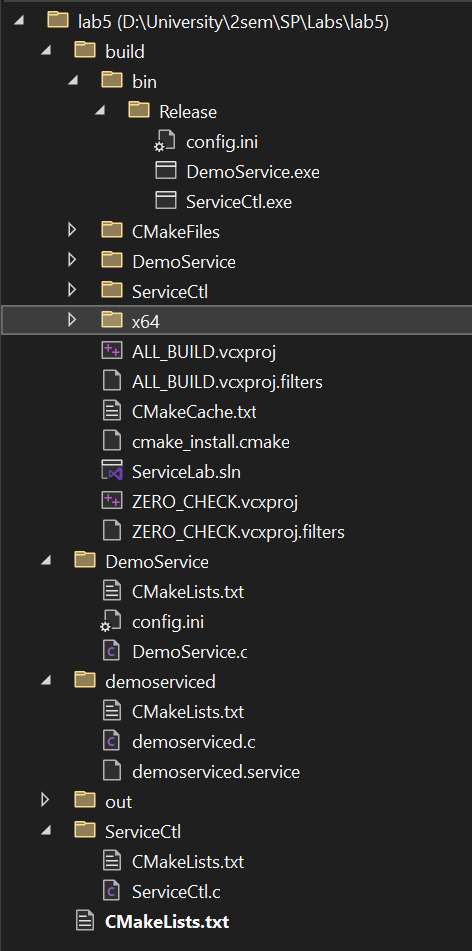 lab5 (D:\University\2sem\SP\Labs\lab5)
build
bin
Release
config.ini
DemoService.exe
ServiceCtl.exe
CMakeFiles
DemoService
ServiceCtl
x64
ALL_BUILD.vcxproj
ALL_BUILD.vcxproj.filters
CMakeCache.txt
cmake_install.cmake
ServiceLab.sln
ZERO_CHECK.vcxproj
ZERO_CHECK.vcxproj.filters
DemoService
CMakeLists.txt
config.ini
DemoService.c
demoserviced
CMakeLists.txt
demoserviced.c
demoserviced.service
out
ServiceCtl
CMakeLists.txt
ServiceCtl.c
CMakeLists.txt